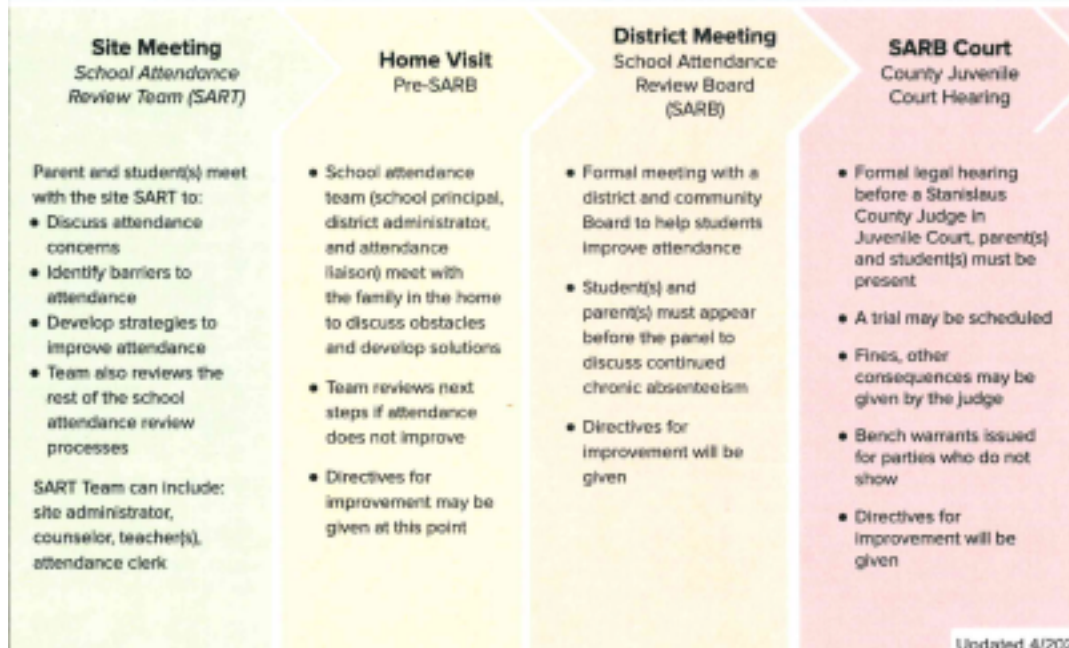 Site Meeting
School Attendance
Review Team (SART)
Parent and student(s) meet
with the site SART to:
● Discuss attendance
concerns
● Identify barriers to
attendance
● Develop strategies to
improve attendance
● Team also reviews the
rest of the school
attendance review
processes
SART Team can include:
site administrator,
counselor, teacher(s),
attendance clerk
Home Visit
Pre-SARB
● School attendance
team (school principal,
district administrator,
and attendance
liaison) meet with
the family in the home
to discuss obstacles
and develop solutions
● Team reviews next
steps if attendance
does not improve
● Directives for
improvement may be
given at this point
District Meeting
School Attendance
Review Board
(SARB)
● Formal meeting with a
district and community
Board to help students
improve attendance
● Student(s) and
parent(s) must appear
before the panel to
discuss continued
chronic absenteeism
● Directives for
improvement will be
given
SARB Court
County Juvenile
Court Hearing
● Formal legal hearing
before a Stanislaus
County Judge in
Juvenile Court, parent(s)
and student(s) must be
present
● A trial may be scheduled
● Fines, other
consequences may be
given by the judge
● Bench warrants issued
for parties who do not
show
● Directives for
improvement will be
given
Updated 4/202